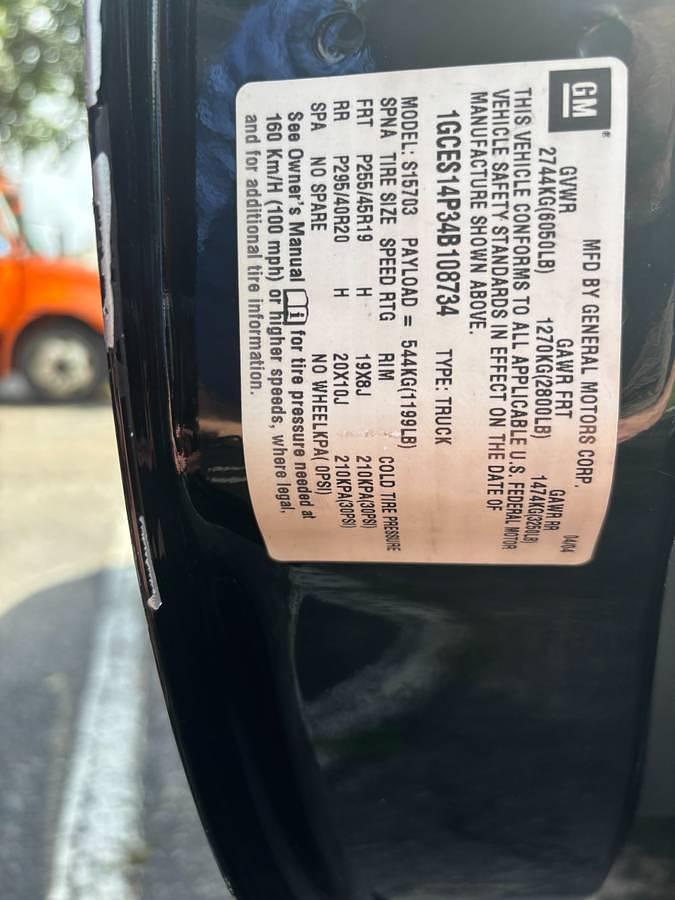 GM
MFD BY GENERAL MOTORS CORP. 04/04
GVWR GAWR FRT GAWR RR
2744KG(6050LB) 1270KG(2800LB) 1474KG(3250LB)
THIS VEHICLE CONFORMS TO ALL APPLICABLE U.S. FEDERAL MOTOR
VEHICLE SAFETY STANDARDS IN EFFECT ON THE DATE OF
MANUFACTURE SHOWN ABOVE.
1GCES14P34B108734 TYPE: TRUCK
MODEL: S15703 PAYLOAD = 544KG(1199LB)
SPNA TIRE SIZE SPEED RTG RIM COLD TIRE PRESSURE
FRT P255/45R19 H 19X8J 210KPA(30PSI)
RR P295/40R20 H 20X10J 210KPA(30PSI)
SPA NO SPARE NO WHEELKPA( 0PSI)
See Owner's Manual for tire pressure needed at
160 Km/H (100 mph) or higher speeds, where legal,
and for additional tire information.